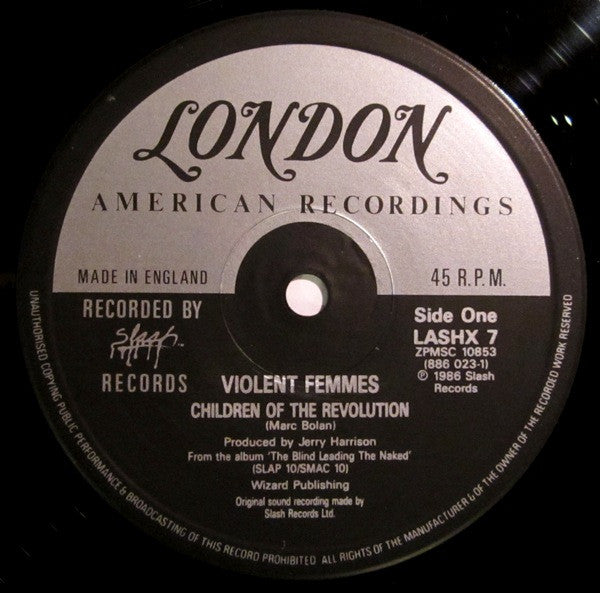 LONDON
AMERICAN RECORDINGS
MADE IN ENGLAND
45 R.P.M.
RECORDED BY
slash
RECORDS
Side One
LASHX 7
ZPMSC 10853
(886 023-1)
℗ 1986 Slash
Records
VIOLENT FEMMES
CHILDREN OF THE REVOLUTION
(Marc Bolan)
Produced by Jerry Harrison
From the album 'The Blind Leading The Naked'
(SLAP 10/SMAC 10)
Wizard Publishing
Original sound recording made by
Slash Records Ltd.
UNAUTHORISED COPYING PUBLIC PERFORMANCE & BROADCASTING OF THIS RECORD PROHIBITED ALL RIGHTS OF THE MANUFACTURER & OF THE OWNER OF THE RECORDED WORK RESERVED